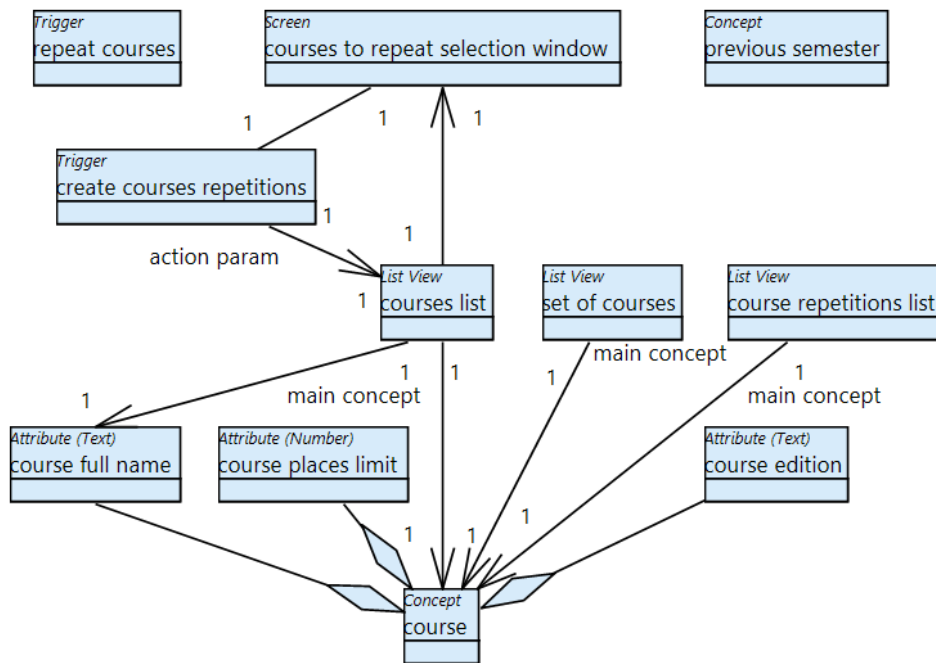 Trigger
repeat courses
Screen
courses to repeat selection window
Concept
previous semester
1
1
1
Trigger
create courses repetitions
1
1
action param
List View
courses list
List View
set of courses
List View
course repetitions list
1
main concept
1
1
1
1
main concept
main concept
1
Attribute (Text)
course full name
Attribute (Number)
course places limit
Attribute (Text)
course edition
1
1
1
Concept
course